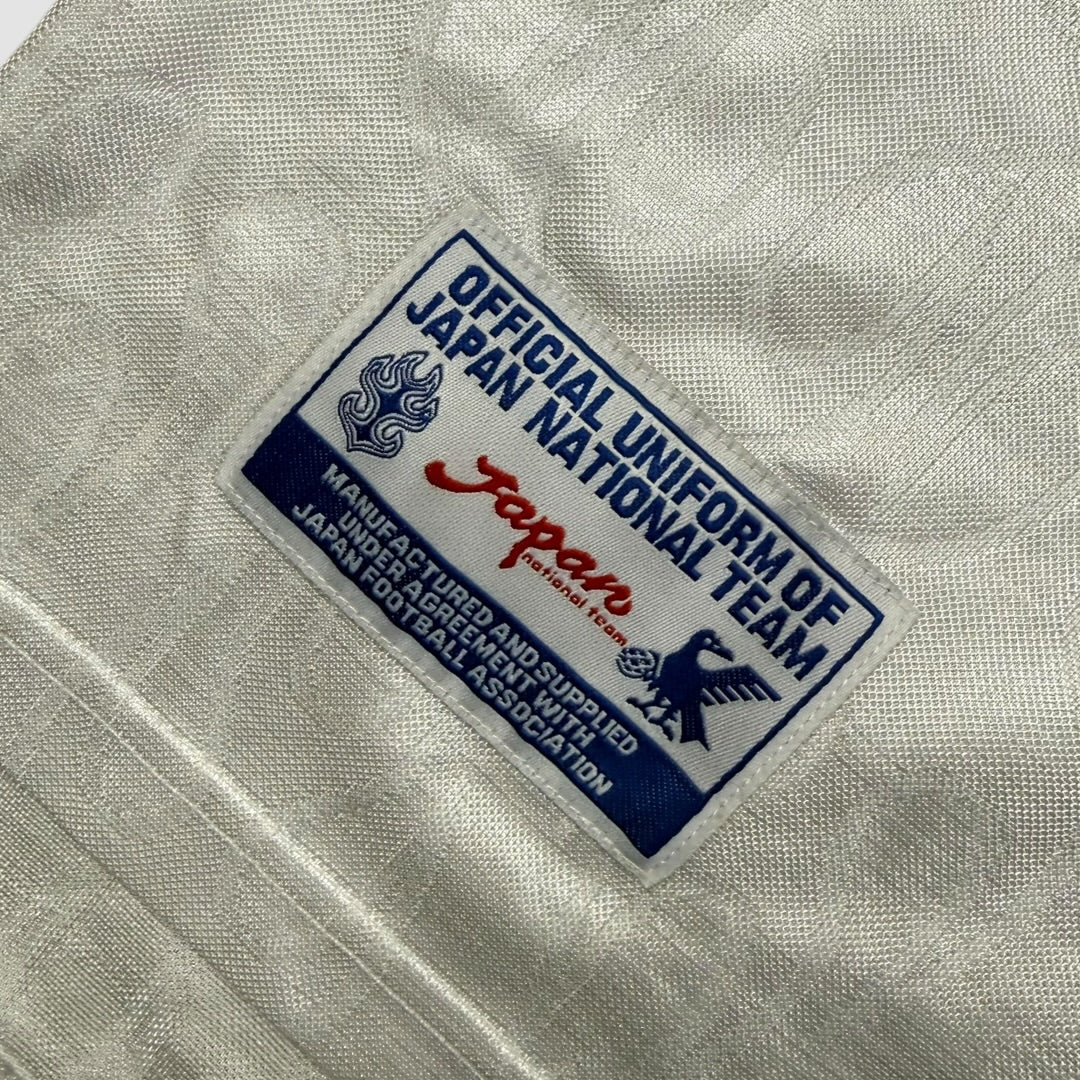 OFFICIAL UNIFORM OF
JAPAN NATIONAL TEAM
Japan
national team
MANUFACTURED AND SUPPLIED
UNDER AGREEMENT WITH
JAPAN FOOTBALL ASSOCIATION